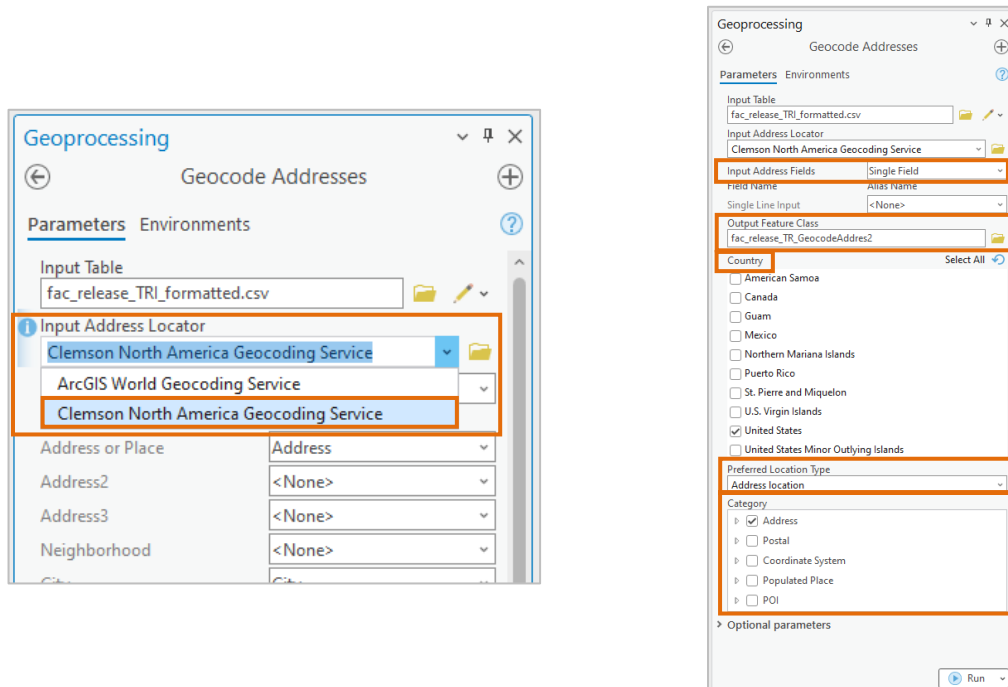 Geoprocessing
Geocode Addresses
Parameters Environments
Input Table
fac_release_TRI_formatted.csv
Input Address Locator
Clemson North America Geocoding Service
ArcGIS World Geocoding Service
Clemson North America Geocoding Service
Address or Place Address
Address2 <None>
Address3 <None>
Neighborhood <None>
City City
Geoprocessing
Geocode Addresses
Parameters Environments
Input Table
fac_release_TRI_formatted.csv
Input Address Locator
Clemson North America Geocoding Service
Input Address Fields Single Field
Field Name Alias Name
Single Line Input <None>
Output Feature Class
fac_release_TR_GeocodeAddres2
Country Select All
American Samoa
Canada
Guam
Mexico
Northern Mariana Islands
Puerto Rico
St. Pierre and Miquelon
U.S. Virgin Islands
United States
United States Minor Outlying Islands
Preferred Location Type
Address location
Category
Address
Postal
Coordinate System
Populated Place
POI
Optional parameters
Run